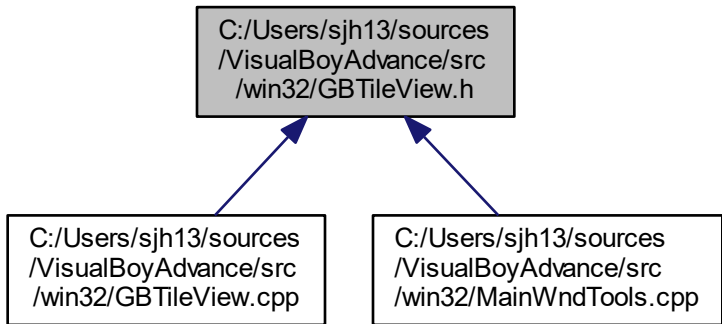 C:/Users/sjh13/sources
/VisualBoyAdvance/src
/win32/GBTileView.h
C:/Users/sjh13/sources
/VisualBoyAdvance/src
/win32/GBTileView.cpp
C:/Users/sjh13/sources
/VisualBoyAdvance/src
/win32/MainWndTools.cpp